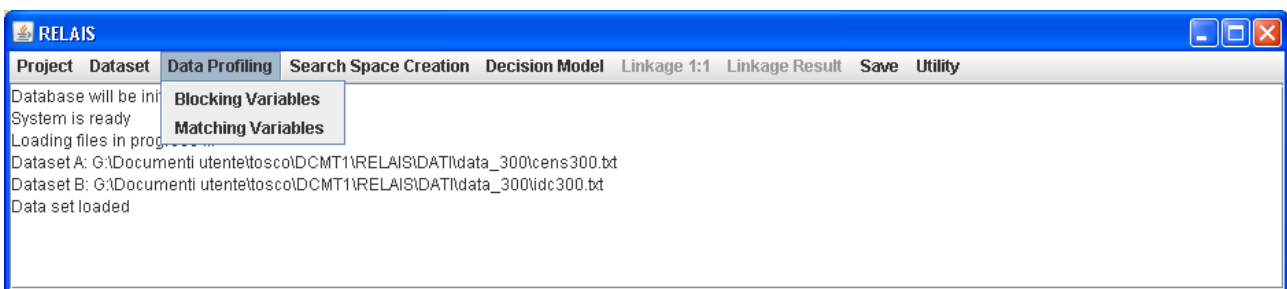 RELAIS
Project Dataset Data Profiling Search Space Creation Decision Model Linkage 1:1 Linkage Result Save Utility
Database will be ini
Blocking Variables
System is ready
Matching Variables
Loading files in
Dataset A: G:\Documenti utente\tosco\DCMT1\RELAIS\DATI\data_300\cens300.txt
Dataset B: G:\Documenti utente\tosco\DCMT1\RELAIS\DATI\data_300\idc300.txt
Data set loaded